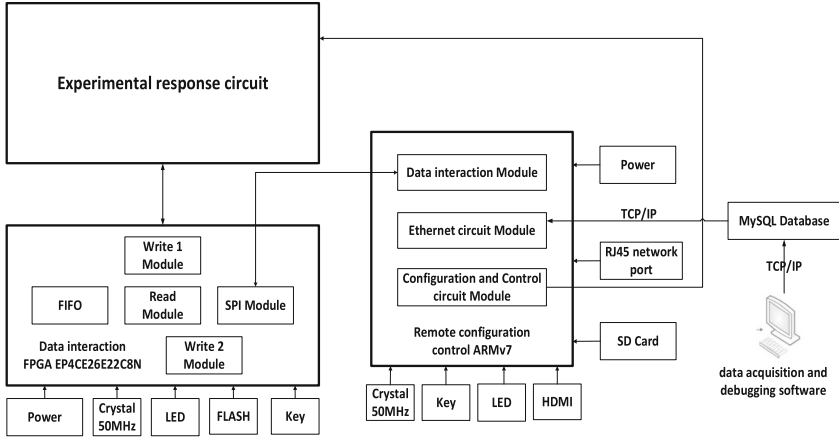 Experimental response circuit
Data interaction Module
Power
Ethernet circuit Module
TCP/IP
MySQL Database
Write 1
Module
RJ45 network
port
TCP/IP
FIFO
Read
Module
SPI Module
Configuration and Control
circuit Module
Data interaction
FPGA EP4CE26E22C8N
Write 2
Module
Remote configuration
control ARMv7
SD Card
data acquisition and
debugging software
Power
Crystal
50MHz
LED
FLASH
Key
Crystal
50MHz
Key
LED
HDMI